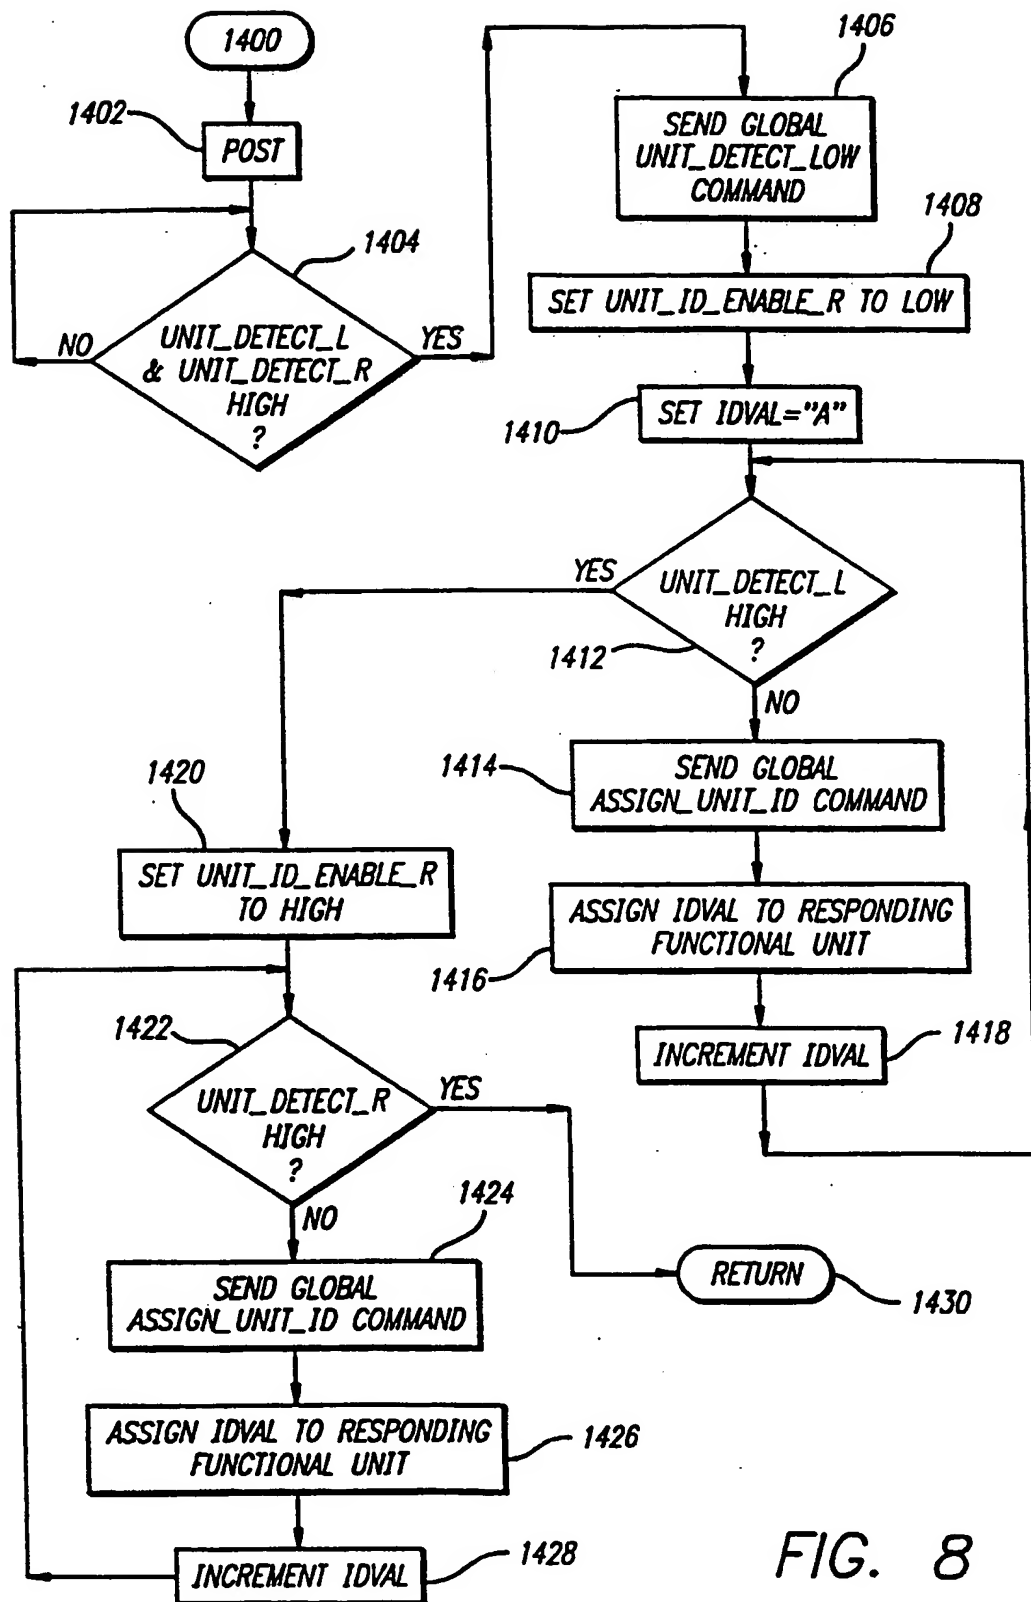 1400
1402
POST
1404
UNIT_DETECT_L
& UNIT_DETECT_R
HIGH
?
NO
YES
1406
SEND GLOBAL
UNIT_DETECT_LOW
COMMAND
1408
SET UNIT_ID_ENABLE_R TO LOW
1410
SET IDVAL="A"
YES
UNIT_DETECT_L
HIGH
?
1412
NO
1414
SEND GLOBAL
ASSIGN_UNIT_ID COMMAND
ASSIGN IDVAL TO RESPONDING
FUNCTIONAL UNIT
1416
INCREMENT IDVAL
1418
1420
SET UNIT_ID_ENABLE_R
TO HIGH
1422
UNIT_DETECT_R
HIGH
?
YES
NO
1424
SEND GLOBAL
ASSIGN_UNIT_ID COMMAND
RETURN
1430
ASSIGN IDVAL TO RESPONDING
FUNCTIONAL UNIT
1426
INCREMENT IDVAL
1428
FIG. 8